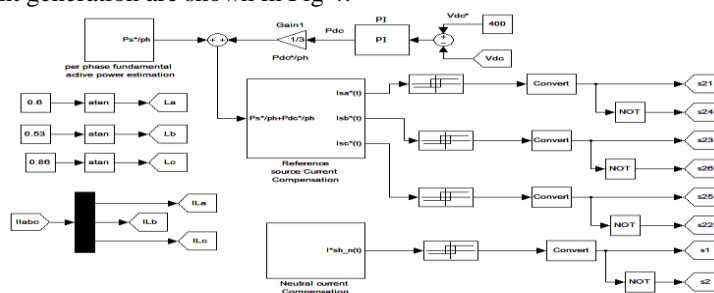 ent generation are shown in Fig 4.
Ps*/ph
per phase fundamental
active power estimation
Gain1
1/3
Pdc*/ph
Pdc
PI
PI
Vdc*
400
Vdc
0.6
atan
La
0.53
atan
Lb
0.86
atan
Lc
Ps*/ph+Pdc*/ph
Isa*(t)
Isb*(t)
Isc*(t)
Reference
source Current
Compensation
Convert
s21
NOT
s24
Convert
s23
NOT
s26
Convert
s25
NOT
s22
Ilabc
ILa
ILb
ILc
I*sh_n(t)
Neutral current
Compensation
Convert
s1
NOT
s2